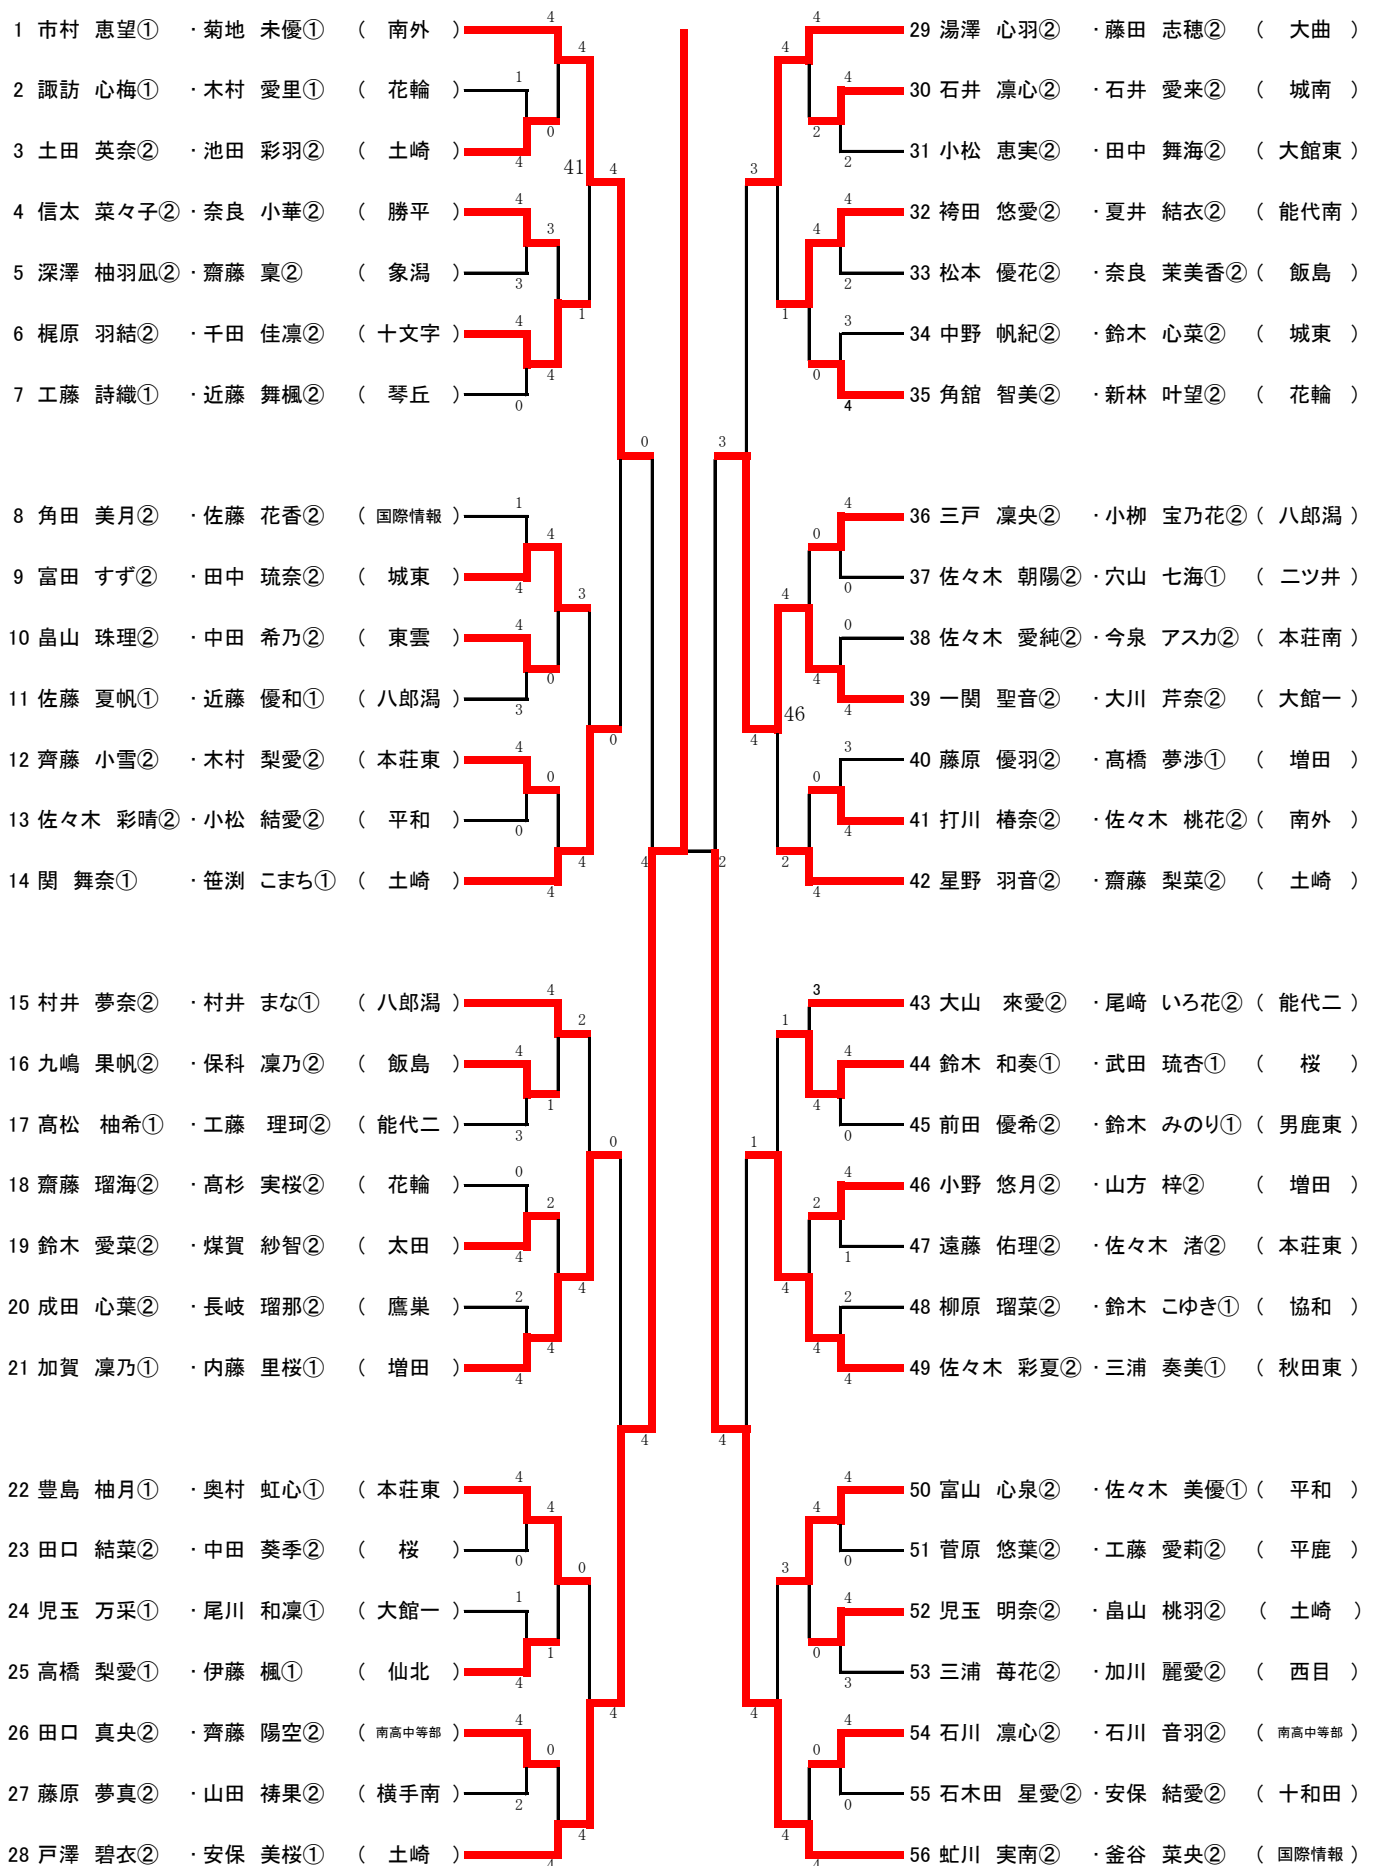 1 市村 恵望① ・菊地 未優① （ 南外 ）
2 諏訪 心梅① ・木村 愛里① （ 花輪 ）
3 土田 英奈② ・池田 彩羽② （ 土崎 ）
4 信太 菜々子② ・奈良 小華② （ 勝平 ）
5 深澤 柚羽凪② ・齋藤 稟② （ 象潟 ）
6 梶原 羽結② ・千田 佳凛② （ 十文字 ）
7 工藤 詩織① ・近藤 舞楓② （ 琴丘 ）
8 角田 美月② ・佐藤 花香② （ 国際情報 ）
9 富田 すず② ・田中 琉奈② （ 城東 ）
10 畠山 珠理② ・中田 希乃② （ 東雲 ）
11 佐藤 夏帆① ・近藤 優和① （ 八郎潟 ）
12 齊藤 小雪② ・木村 梨愛② （ 本荘東 ）
13 佐々木 彩晴② ・小松 結愛② （ 平和 ）
14 関 舞奈① ・笹渕 こまち① （ 土崎 ）
15 村井 夢奈② ・村井 まな① （ 八郎潟 ）
16 九嶋 果帆② ・保科 凜乃② （ 飯島 ）
17 髙松 柚希① ・工藤 理珂② （ 能代二 ）
18 齋藤 瑠海② ・髙杉 実桜② （ 花輪 ）
19 鈴木 愛菜② ・煤賀 紗智② （ 太田 ）
20 成田 心葉② ・長岐 瑠那② （ 鷹巣 ）
21 加賀 凜乃① ・内藤 里桜① （ 増田 ）
22 豊島 柚月① ・奥村 虹心① （ 本荘東 ）
23 田口 結菜② ・中田 葵季② （ 桜 ）
24 児玉 万采① ・尾川 和凜① （ 大館一 ）
25 高橋 梨愛① ・伊藤 楓① （ 仙北 ）
26 田口 真央② ・齊藤 陽空② （ 南高中等部 ）
27 藤原 夢真② ・山田 祷果② （ 横手南 ）
28 戸澤 碧衣② ・安保 美桜① （ 土崎 ）
29 湯澤 心羽② ・藤田 志穂② （ 大曲 ）
30 石井 凛心② ・石井 愛来② （ 城南 ）
31 小松 恵実② ・田中 舞海② （ 大館東 ）
32 袴田 悠愛② ・夏井 結衣② （ 能代南 ）
33 松本 優花② ・奈良 茉美香② （ 飯島 ）
34 中野 帆紀② ・鈴木 心菜② （ 城東 ）
35 角舘 智美② ・新林 叶望② （ 花輪 ）
36 三戸 凜央② ・小栁 宝乃花② （ 八郎潟 ）
37 佐々木 朝陽② ・穴山 七海① （ 二ツ井 ）
38 佐々木 愛純② ・今泉 アスカ② （ 本荘南 ）
39 一関 聖音② ・大川 芹奈② （ 大館一 ）
40 藤原 優羽② ・髙橋 夢渉① （ 増田 ）
41 打川 椿奈② ・佐々木 桃花② （ 南外 ）
42 星野 羽音② ・齋藤 梨菜② （ 土崎 ）
43 大山 來愛② ・尾﨑 いろ花② （ 能代二 ）
44 鈴木 和奏① ・武田 琉杏① （ 桜 ）
45 前田 優希② ・鈴木 みのり① （ 男鹿東 ）
46 小野 悠月② ・山方 梓② （ 増田 ）
47 遠藤 佑理② ・佐々木 渚② （ 本荘東 ）
48 柳原 瑠菜② ・鈴木 こゆき① （ 協和 ）
49 佐々木 彩夏② ・三浦 奏美① （ 秋田東 ）
50 富山 心泉② ・佐々木 美優① （ 平和 ）
51 菅原 悠葉② ・工藤 愛莉② （ 平鹿 ）
52 児玉 明奈② ・畠山 桃羽② （ 土崎 ）
53 三浦 苺花② ・加川 麗愛② （ 西目 ）
54 石川 凛心② ・石川 音羽② （ 南高中等部 ）
55 石木田 星愛② ・安保 結愛② （ 十和田 ）
56 虻川 実南② ・釜谷 菜央② （ 国際情報 ）
41
46